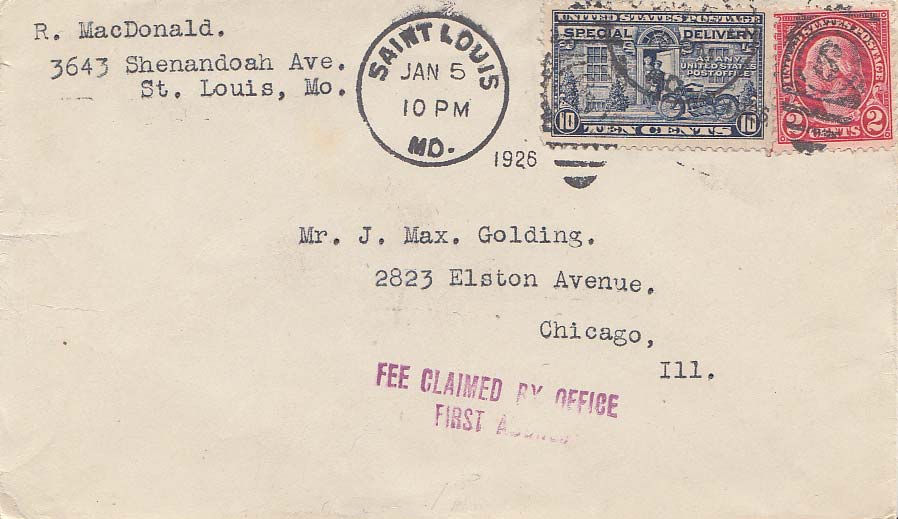 R. MacDonald.
3643 Shenandoah Ave.
St. Louis, Mo.
SAINT LOUIS
JAN 5
10 PM
MO.
1926
UNITED STATES POSTAGE
SPECIAL DELIVERY
AT ANY
UNITED STATES
POST OFFICE
10 TEN CENTS 10
UNITED STATES POSTAGE
2 CENTS 2
Mr. J. Max. Golding.
2823 Elston Avenue.
Chicago,
Ill.
FEE CLAIMED BY OFFICE
FIRST